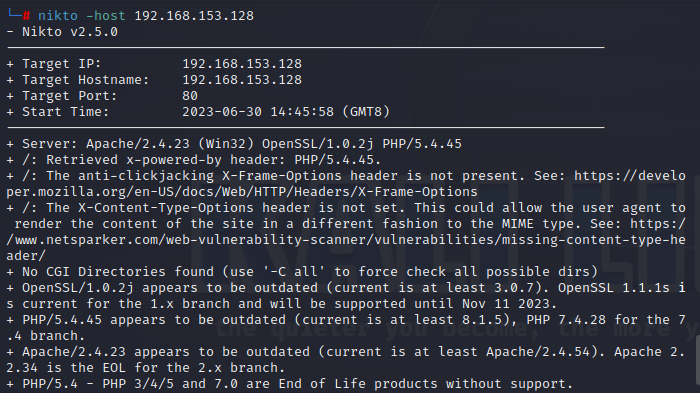 └─# nikto -host 192.168.153.128
- Nikto v2.5.0
+ Target IP:          192.168.153.128
+ Target Hostname:    192.168.153.128
+ Target Port:        80
+ Start Time:         2023-06-30 14:45:58 (GMT8)
+ Server: Apache/2.4.23 (Win32) OpenSSL/1.0.2j PHP/5.4.45
+ /: Retrieved x-powered-by header: PHP/5.4.45.
+ /: The anti-clickjacking X-Frame-Options header is not present. See: https://develo
per.mozilla.org/en-US/docs/Web/HTTP/Headers/X-Frame-Options
+ /: The X-Content-Type-Options header is not set. This could allow the user agent to
 render the content of the site in a different fashion to the MIME type. See: https:/
/www.netsparker.com/web-vulnerability-scanner/vulnerabilities/missing-content-type-he
ader/
+ No CGI Directories found (use '-C all' to force check all possible dirs)
+ OpenSSL/1.0.2j appears to be outdated (current is at least 3.0.7). OpenSSL 1.1.1s i
s current for the 1.x branch and will be supported until Nov 11 2023.
+ PHP/5.4.45 appears to be outdated (current is at least 8.1.5), PHP 7.4.28 for the 7
.4 branch.
the quieter you become, the more y
+ Apache/2.4.23 appears to be outdated (current is at least Apache/2.4.54). Apache 2.
2.34 is the EOL for the 2.x branch.
+ PHP/5.4 - PHP 3/4/5 and 7.0 are End of Life products without support.